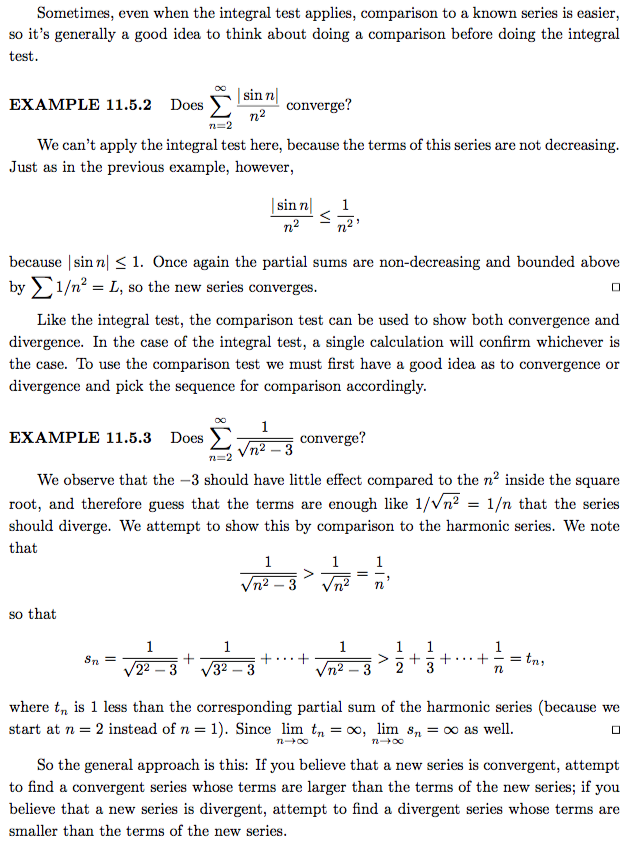 Sometimes, even when the integral test applies, comparison to a known series is easier,
so it's generally a good idea to think about doing a comparison before doing the integral
test.
EXAMPLE 11.5.2 Does $\sum_{n=2}^{\infty} \frac{|\sin n|}{n^2}$ converge?
We can't apply the integral test here, because the terms of this series are not decreasing.
Just as in the previous example, however,
$\frac{|\sin n|}{n^2} \le \frac{1}{n^2},$
because $|\sin n| \le 1$. Once again the partial sums are non-decreasing and bounded above
by $\sum 1/n^2 = L$, so the new series converges. □
Like the integral test, the comparison test can be used to show both convergence and
divergence. In the case of the integral test, a single calculation will confirm whichever is
the case. To use the comparison test we must first have a good idea as to convergence or
divergence and pick the sequence for comparison accordingly.
EXAMPLE 11.5.3 Does $\sum_{n=2}^{\infty} \frac{1}{\sqrt{n^2-3}}$ converge?
We observe that the −3 should have little effect compared to the $n^2$ inside the square
root, and therefore guess that the terms are enough like $1/\sqrt{n^2} = 1/n$ that the series
should diverge. We attempt to show this by comparison to the harmonic series. We note
that
$\frac{1}{\sqrt{n^2-3}} > \frac{1}{\sqrt{n^2}} = \frac{1}{n},$
so that
$s_n = \frac{1}{\sqrt{2^2-3}} + \frac{1}{\sqrt{3^2-3}} + \cdots + \frac{1}{\sqrt{n^2-3}} > \frac{1}{2} + \frac{1}{3} + \cdots + \frac{1}{n} = t_n,$
where $t_n$ is 1 less than the corresponding partial sum of the harmonic series (because we
start at $n = 2$ instead of $n = 1$). Since $\lim_{n\to\infty} t_n = \infty$, $\lim_{n\to\infty} s_n = \infty$ as well. □
So the general approach is this: If you believe that a new series is convergent, attempt
to find a convergent series whose terms are larger than the terms of the new series; if you
believe that a new series is divergent, attempt to find a divergent series whose terms are
smaller than the terms of the new series.